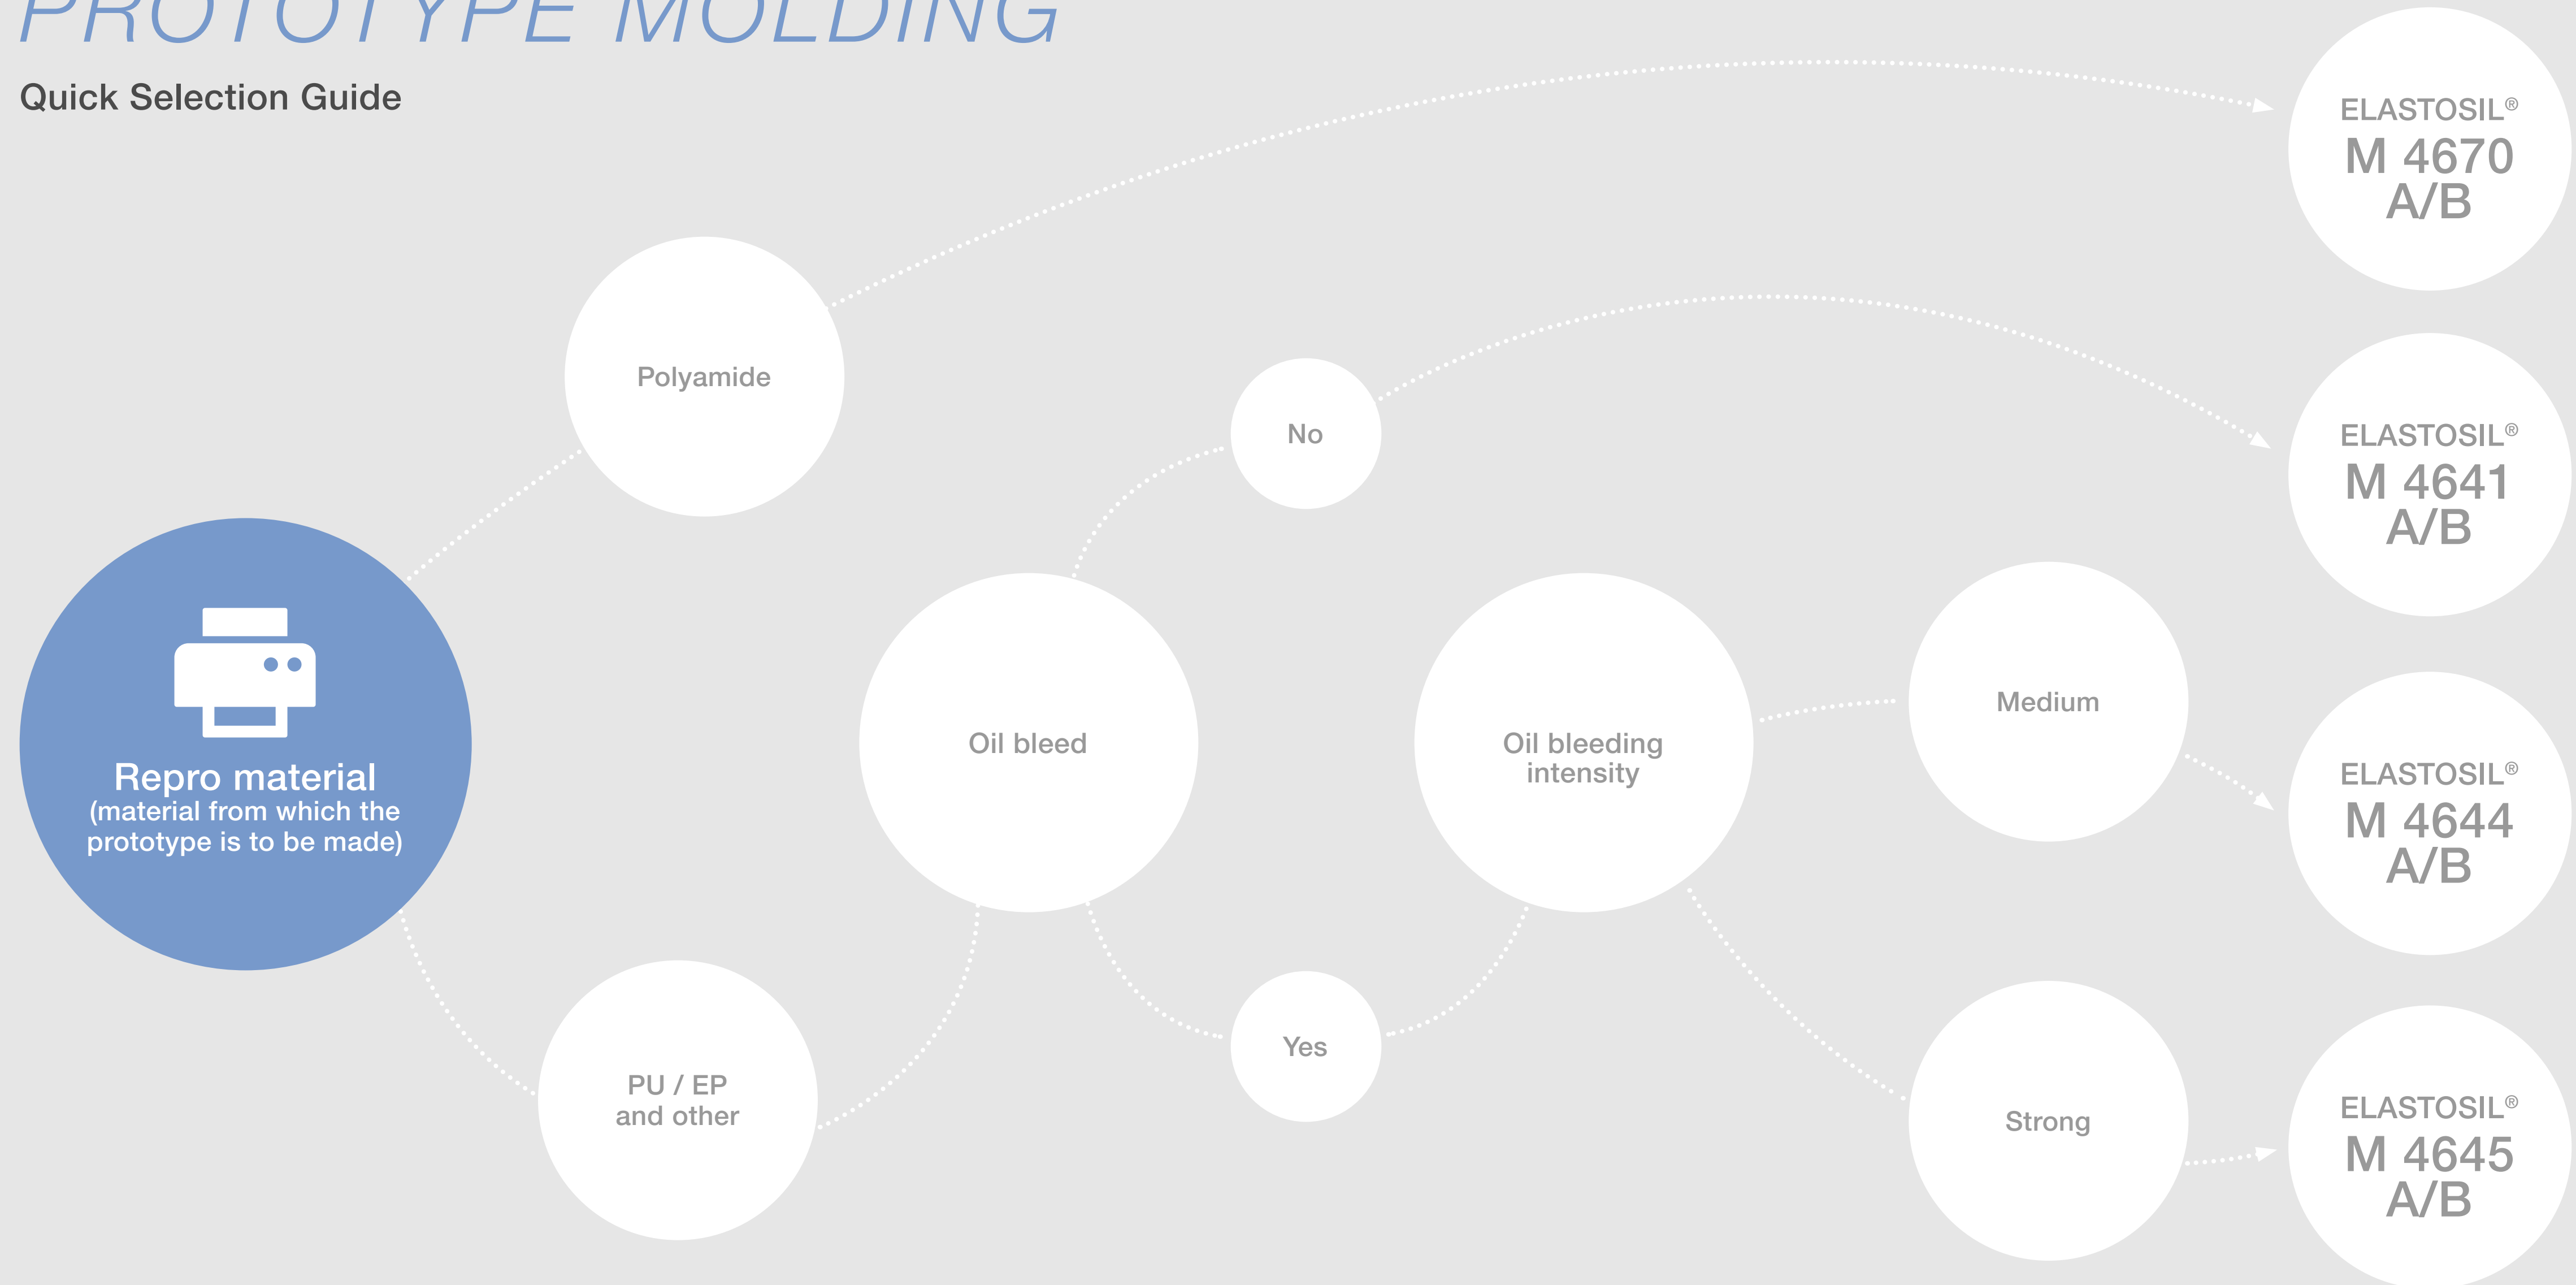 PROTOTYPE MOLDING
Quick Selection Guide
Repro material
(material from which the
prototype is to be made)
Polyamide
PU / EP
and other
Oil bleed
No
Yes
Oil bleeding
intensity
Medium
Strong
ELASTOSIL®
M 4670
A/B
ELASTOSIL®
M 4641
A/B
ELASTOSIL®
M 4644
A/B
ELASTOSIL®
M 4645
A/B